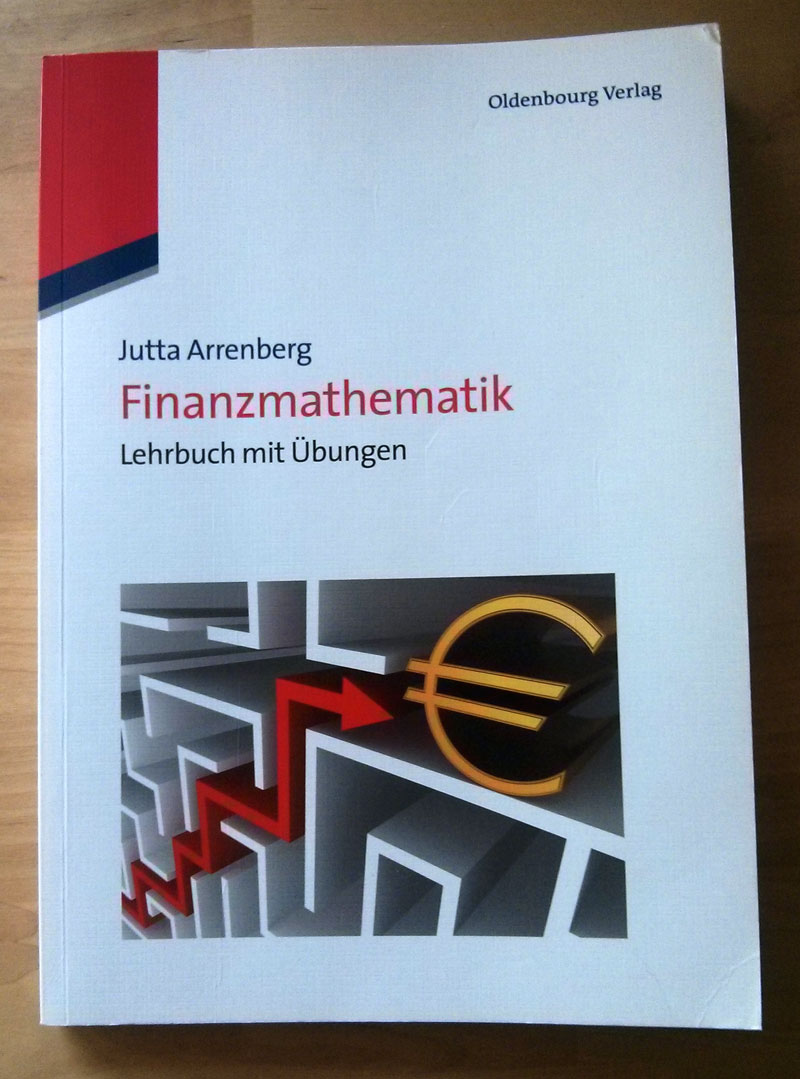 Oldenbourg Verlag
Jutta Arrenberg
Finanzmathematik
Lehrbuch mit Übungen